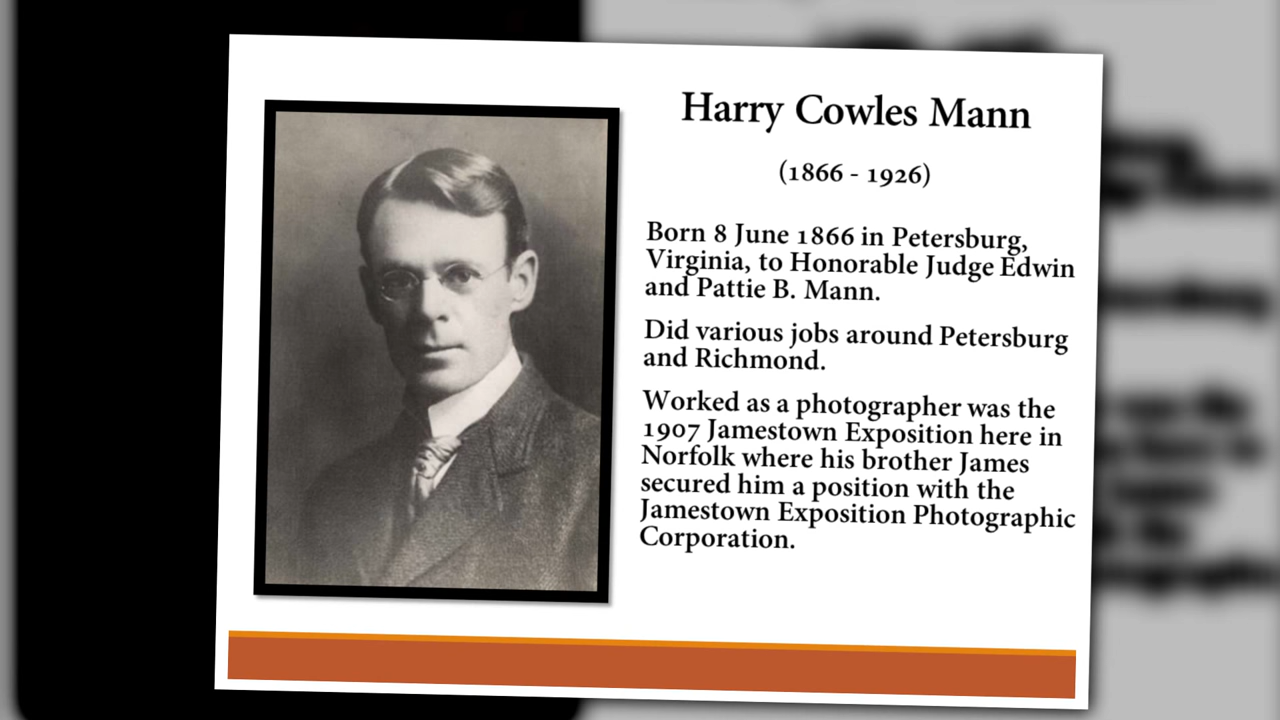 Harry Cowles Mann
(1866 - 1926)
Born 8 June 1866 in Petersburg,
Virginia, to Honorable Judge Edwin
and Pattie B. Mann.
Did various jobs around Petersburg
and Richmond.
Worked as a photographer was the
1907 Jamestown Exposition here in
Norfolk where his brother James
secured him a position with the
Jamestown Exposition Photographic
Corporation.